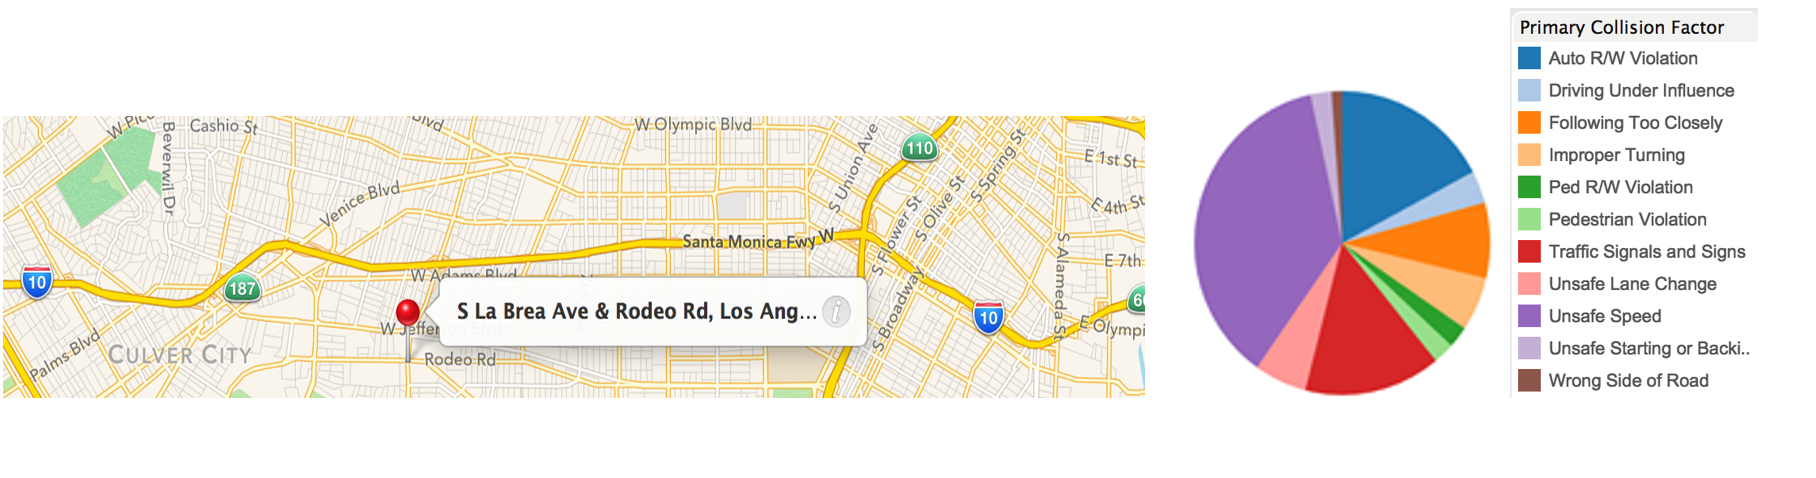 W Pico
Cashio St
Blvd
W Olympic Blvd
S Union Ave
110
S Spring St
E 1st St
Beverwil Dr
Venice Blvd
S Flower St
S Olive St
E 4th St
Santa Monica Fwy W
S Alameda St
E 7th
10
187
W Adams Blvd
S La Brea Ave & Rodeo Rd, Los Ang...
i
S Broadway
10
60
E Olympi
W Jefferson Blvd
Palms Blvd
CULVER CITY
Rodeo Rd
Primary Collision Factor
Auto R/W Violation
Driving Under Influence
Following Too Closely
Improper Turning
Ped R/W Violation
Pedestrian Violation
Traffic Signals and Signs
Unsafe Lane Change
Unsafe Speed
Unsafe Starting or Backi..
Wrong Side of Road